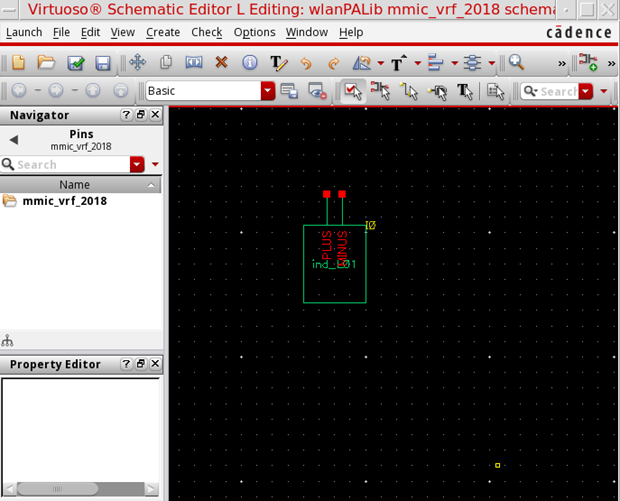 Virtuoso® Schematic Editor L Editing: wlanPALib mmic_vrf_2018 schema
Launch File Edit View Create Check Options Window Help cādence
T T » »
Basic T Search
Navigator ?
Pins
mmic_vrf_2018
Search
Name
mmic_vrf_2018
Property Editor ?
I0
PLUS
MINUS